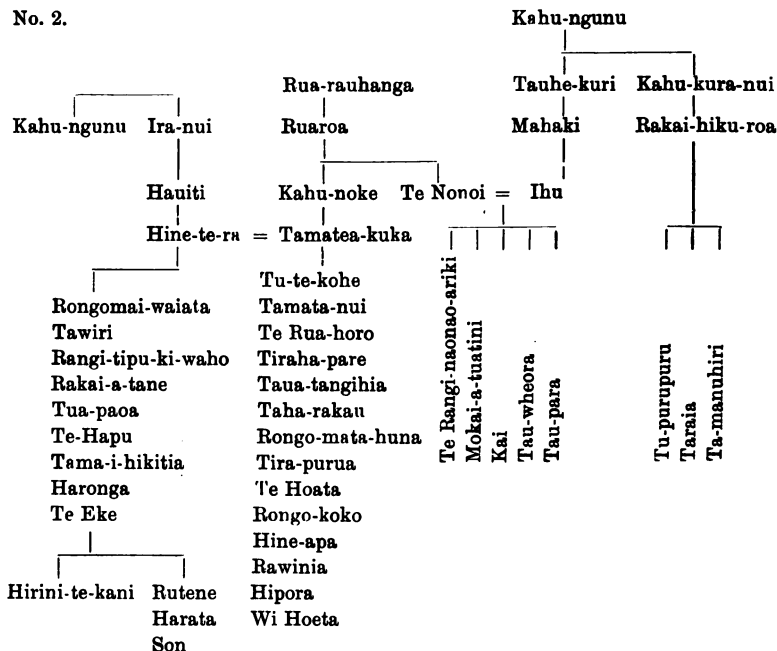 No. 2.
Kahu-ngunu
Rua-rauhanga
Tauhe-kuri Kahu-kura-nui
Kahu-ngunu Ira-nui Ruaroa Mahaki Rakai-hiku-roa
Hauiti Kahu-noke Te Nonoi = Ihu
Hine-te-ra = Tamatea-kuka
Tu-te-kohe
Rongomai-waiata Tamata-nui
Tawiri Te Rua-horo
Rangi-tipu-ki-waho Tiraha-pare
Rakai-a-tane Taua-tangihia
Tua-paoa Taha-rakau
Te-Hapu Rongo-mata-huna
Tama-i-hikitia Tira-purua
Haronga Te Hoata
Te Eke Rongo-koko
Hine-apa
Rawinia
Hirini-te-kani Rutene Hipora
Harata Wi Hoeta
Son
Te Rangi-naonao-ariki
Mokai-a-tuatini
Kai
Tau-wheora
Tau-para
Tu-purupuru
Taraia
Ta-manuhiri